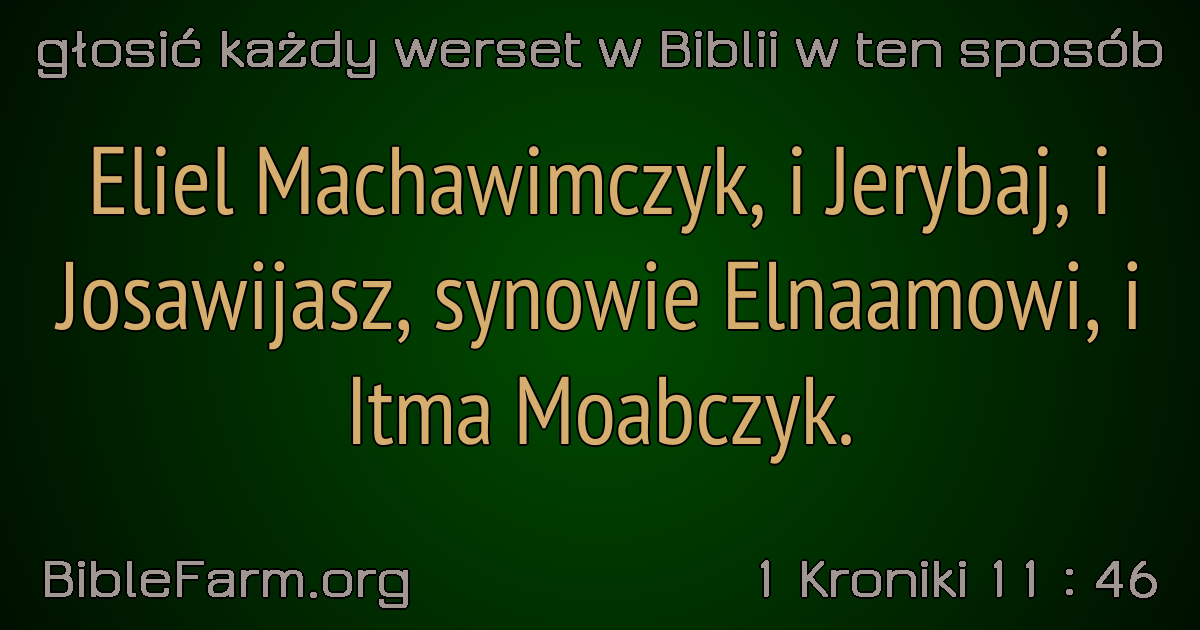 głosić każdy werset w Biblii w ten sposób
Eliel Machawimczyk, i Jerybaj, i
Josawijasz, synowie Elnaamowi, i
Itma Moabczyk.
BibleFarm.org
1 Kroniki 11 : 46